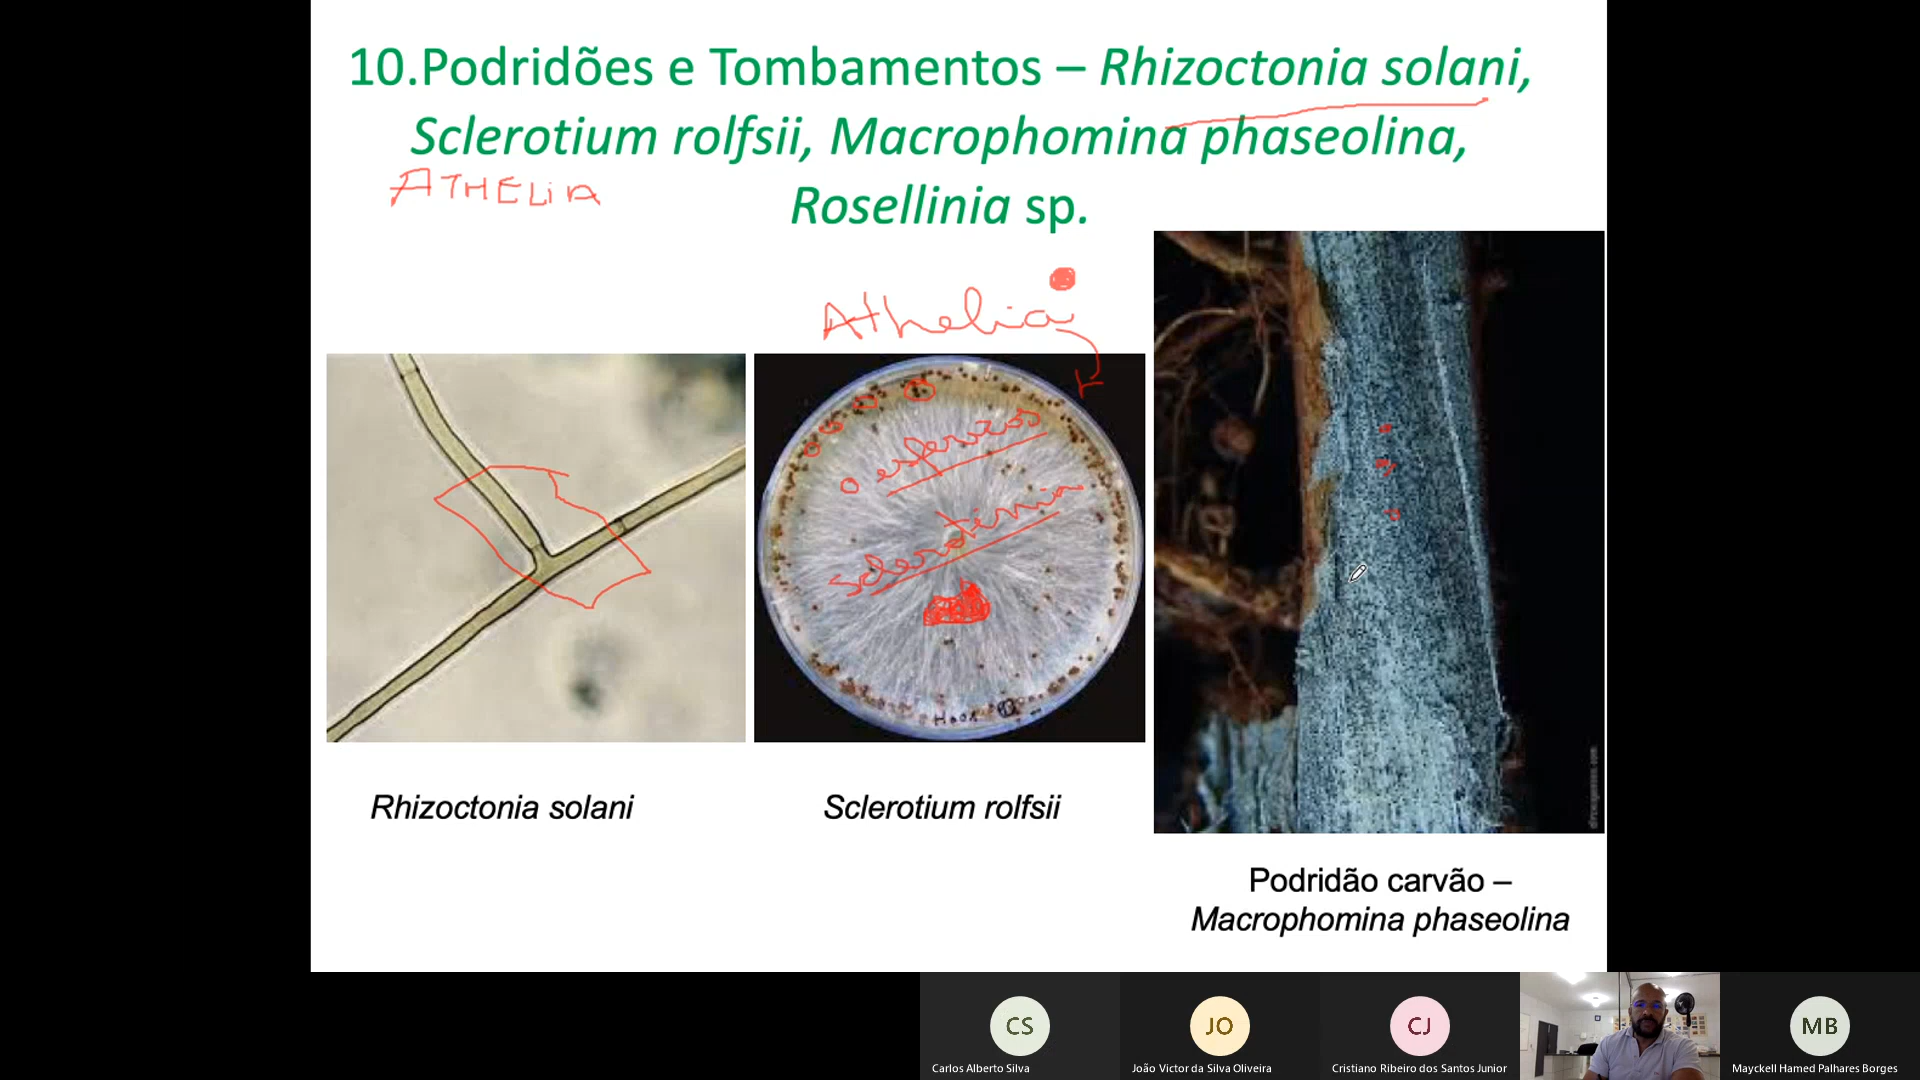 10.Podridões e Tombamentos – Rhizoctonia solani,
Sclerotium rolfsii, Macrophomina phaseolina,
Rosellinia sp.
ATHELIA
Athelia
esferas
Rhizoctonia solani
Sclerotium rolfsii
Podridão carvão –
Macrophomina phaseolina
CS
JO
CJ
MB
Carlos Alberto Silva
João Victor da Silva Oliveira
Cristiano Ribeiro dos Santos Junior
Mayckell Hamed Palhares Borges